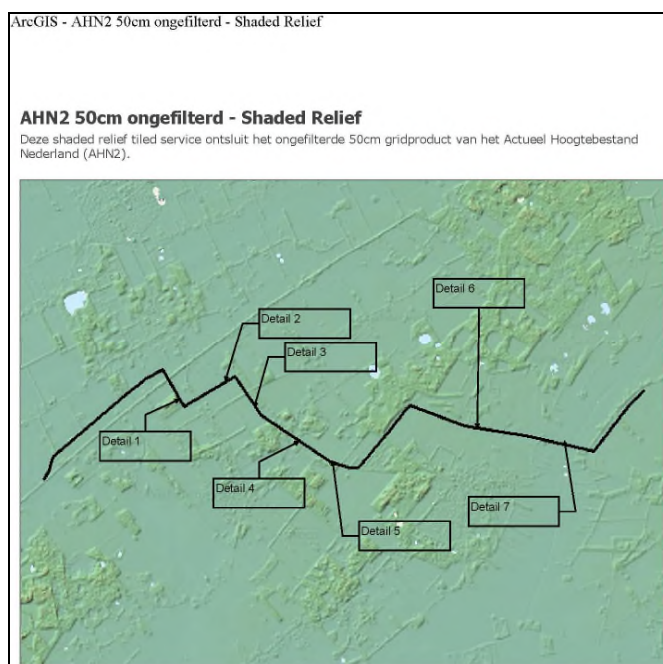 ArcGIS - AHN2 50cm ongefilterd - Shaded Relief
AHN2 50cm ongefilterd - Shaded Relief
Deze shaded relief tiled service ontsluit het ongefilterde 50cm gridproduct van het Actueel Hoogtebestand
Nederland (AHN2).
Detail 6
Detail 2
Detail 3
Detail 1
Detail 4
Detail 7
Detail 5